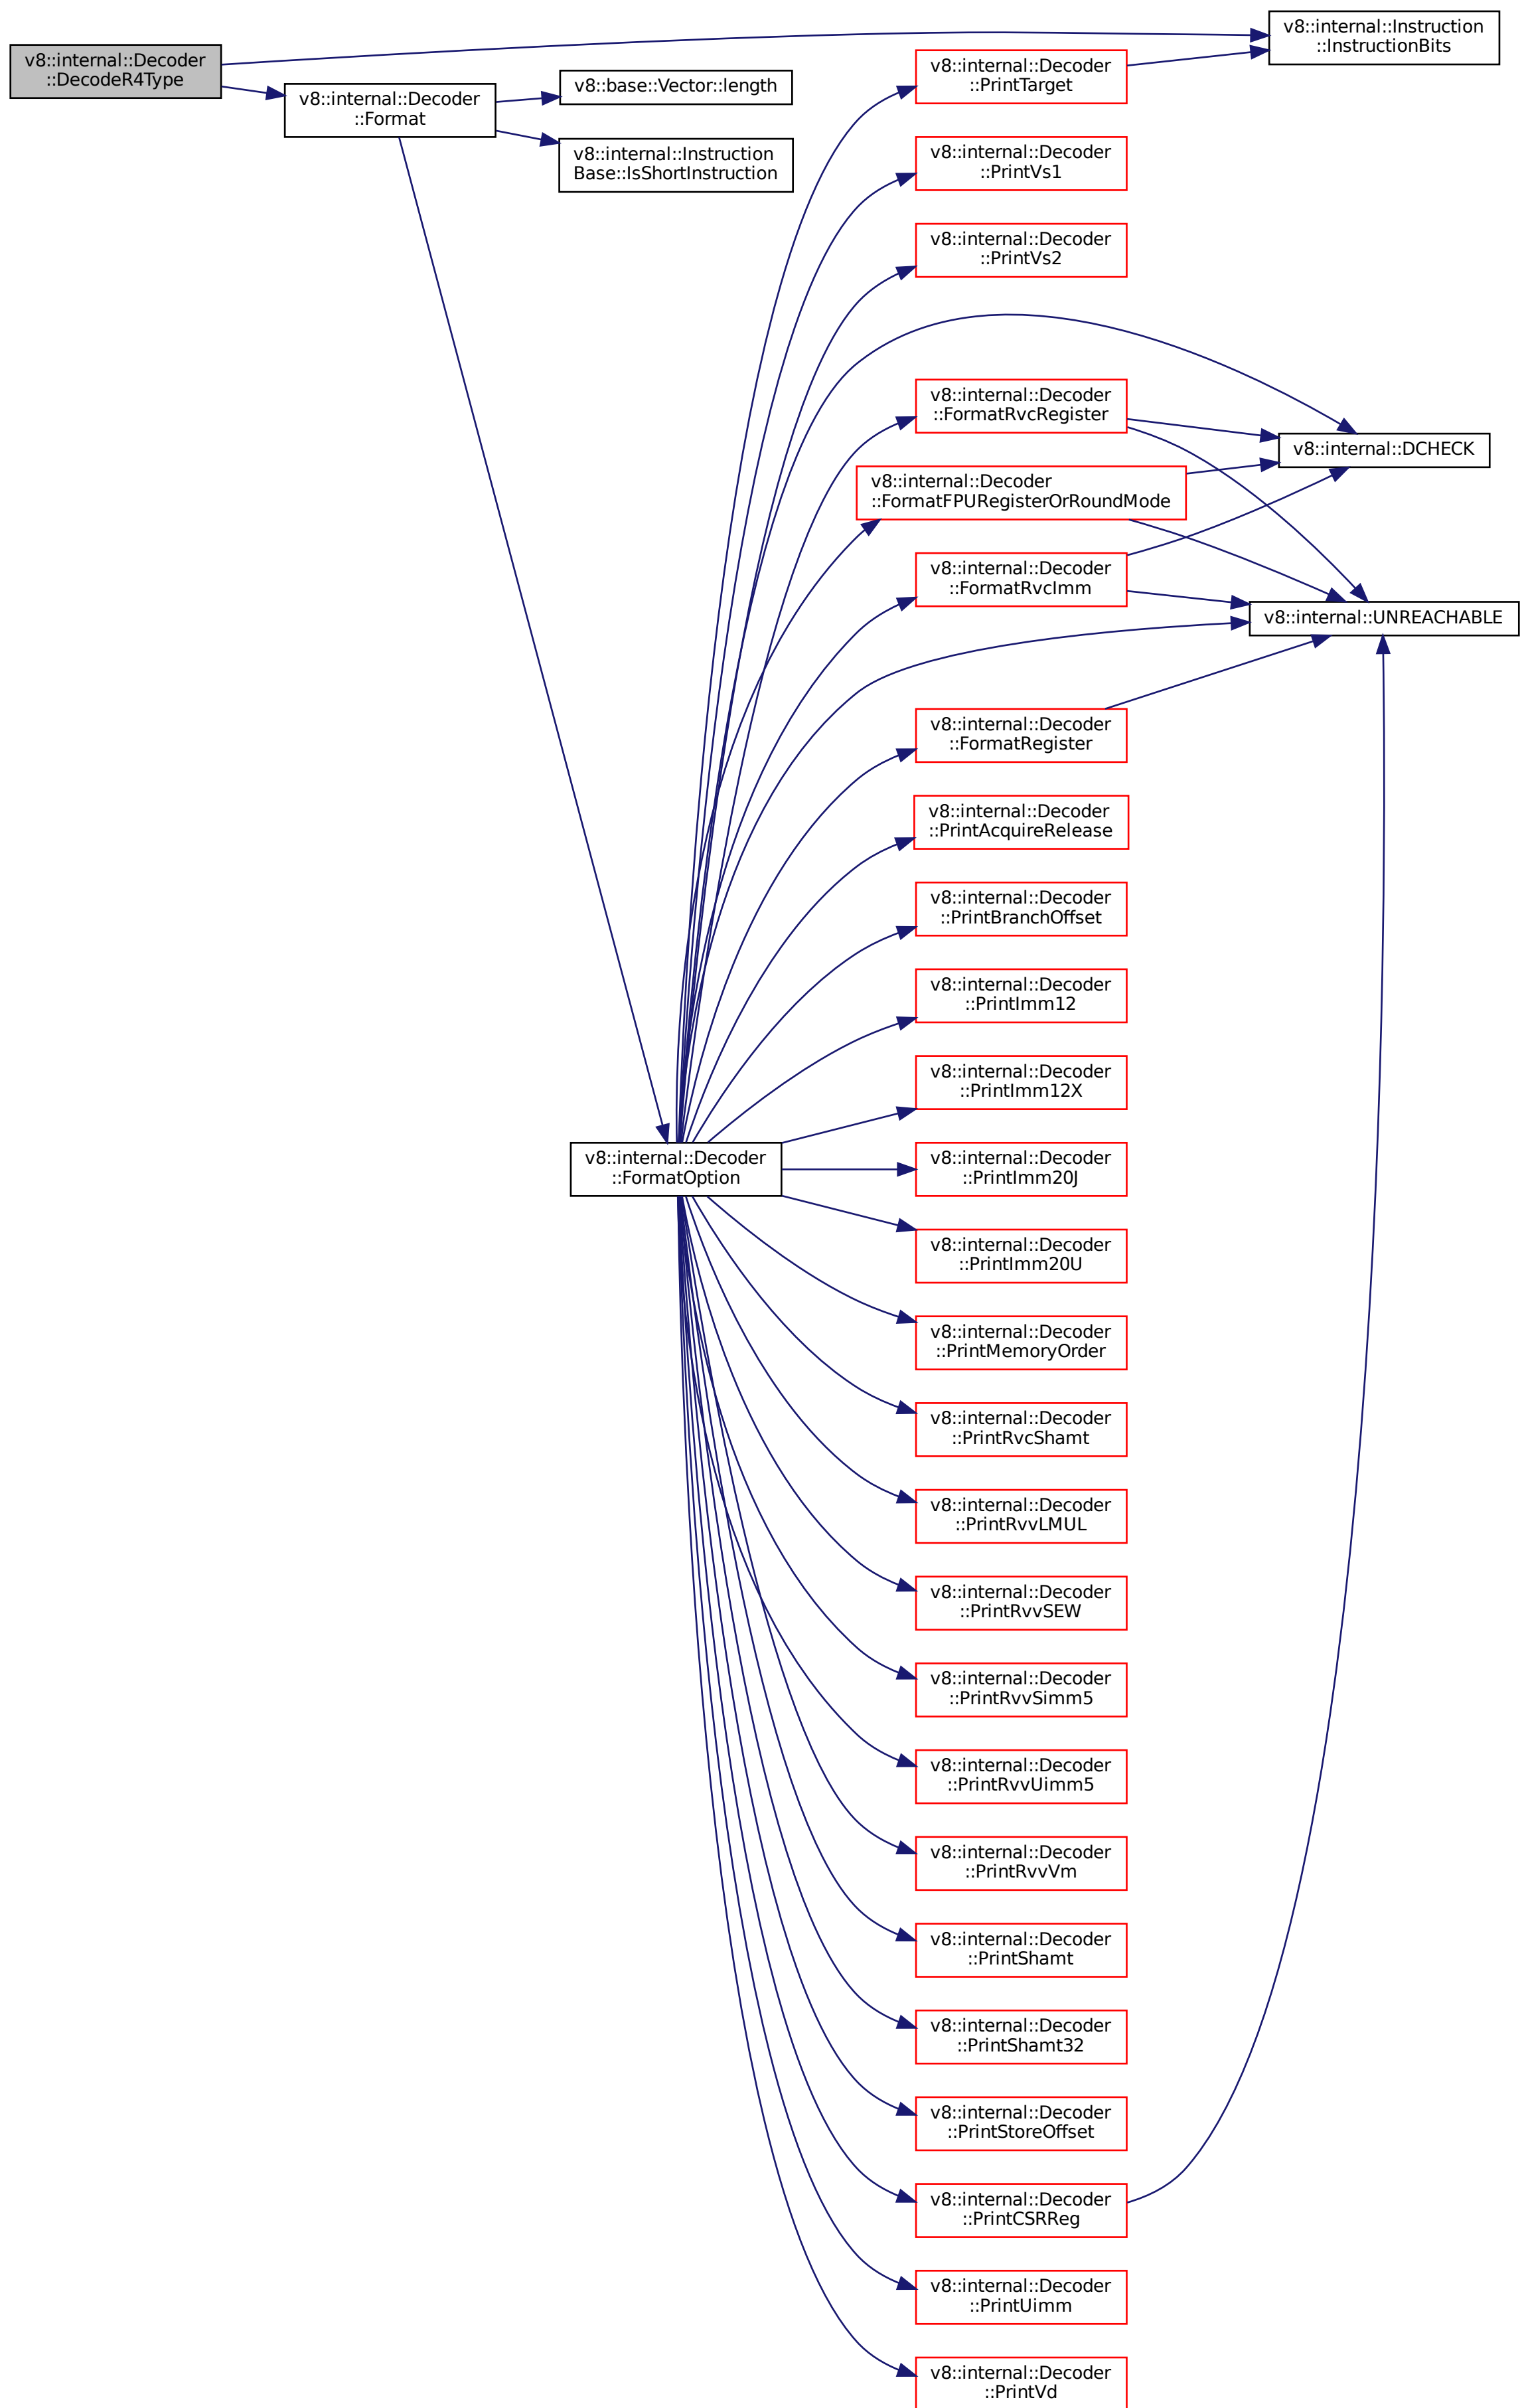 v8::internal::Decoder
::DecodeR4Type
v8::internal::Decoder
::Format
v8::base::Vector::length
v8::internal::Instruction
Base::IsShortInstruction
v8::internal::Decoder
::FormatOption
v8::internal::Decoder
::PrintTarget
v8::internal::Decoder
::PrintVs1
v8::internal::Decoder
::PrintVs2
v8::internal::Decoder
::FormatRvcRegister
v8::internal::Decoder
::FormatFPURegisterOrRoundMode
v8::internal::Decoder
::FormatRvcImm
v8::internal::Decoder
::FormatRegister
v8::internal::Decoder
::PrintAcquireRelease
v8::internal::Decoder
::PrintBranchOffset
v8::internal::Decoder
::PrintImm12
v8::internal::Decoder
::PrintImm12X
v8::internal::Decoder
::PrintImm20J
v8::internal::Decoder
::PrintImm20U
v8::internal::Decoder
::PrintMemoryOrder
v8::internal::Decoder
::PrintRvcShamt
v8::internal::Decoder
::PrintRvvLMUL
v8::internal::Decoder
::PrintRvvSEW
v8::internal::Decoder
::PrintRvvSimm5
v8::internal::Decoder
::PrintRvvUimm5
v8::internal::Decoder
::PrintRvvVm
v8::internal::Decoder
::PrintShamt
v8::internal::Decoder
::PrintShamt32
v8::internal::Decoder
::PrintStoreOffset
v8::internal::Decoder
::PrintCSRReg
v8::internal::Decoder
::PrintUimm
v8::internal::Decoder
::PrintVd
v8::internal::Instruction
::InstructionBits
v8::internal::DCHECK
v8::internal::UNREACHABLE